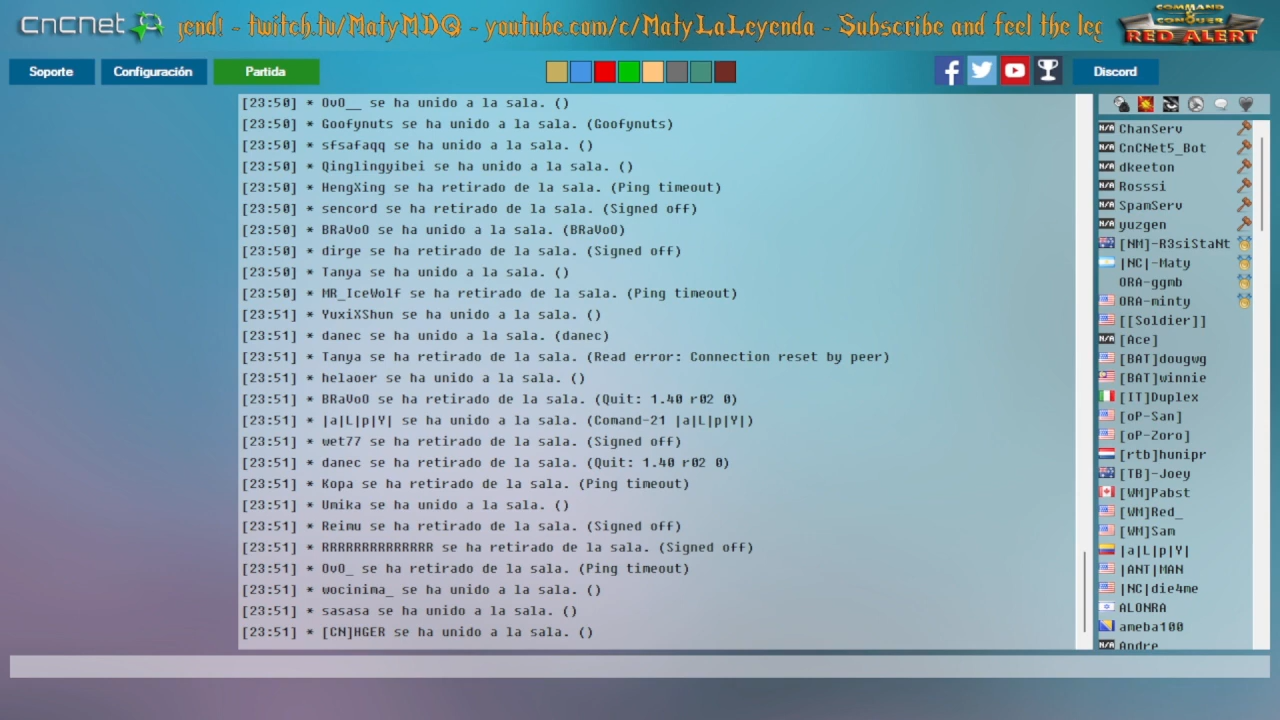 CnCNet
jend! - twitch.tv/MatyMDQ - youtube.com/c/MatyLaLeyenda - Subscribe and feel the leg
COMMAND & CONQUER
RED ALERT
Soporte Configuración Partida Discord
[23:50] * OvO__ se ha unido a la sala. ()
[23:50] * Goofynuts se ha unido a la sala. (Goofynuts)
[23:50] * sfsafaqq se ha unido a la sala. ()
[23:50] * Qinglingyibei se ha unido a la sala. ()
[23:50] * HengXing se ha retirado de la sala. (Ping timeout)
[23:50] * sencord se ha retirado de la sala. (Signed off)
[23:50] * BRaVoO se ha unido a la sala. (BRaVoO)
[23:50] * dirge se ha retirado de la sala. (Signed off)
[23:50] * Tanya se ha unido a la sala. ()
[23:50] * MR_IceWolf se ha retirado de la sala. (Ping timeout)
[23:51] * YuxiXShun se ha unido a la sala. ()
[23:51] * danec se ha unido a la sala. (danec)
[23:51] * Tanya se ha retirado de la sala. (Read error: Connection reset by peer)
[23:51] * helaoer se ha unido a la sala. ()
[23:51] * BRaVoO se ha retirado de la sala. (Quit: 1.40 r02 0)
[23:51] * |a|L|p|Y| se ha unido a la sala. (Comand-21 |a|L|p|Y|)
[23:51] * wet77 se ha retirado de la sala. (Signed off)
[23:51] * danec se ha retirado de la sala. (Quit: 1.40 r02 0)
[23:51] * Kopa se ha retirado de la sala. (Ping timeout)
[23:51] * Umika se ha unido a la sala. ()
[23:51] * Reimu se ha retirado de la sala. (Signed off)
[23:51] * RRRRRRRRRRRRRR se ha retirado de la sala. (Signed off)
[23:51] * OvO_ se ha retirado de la sala. (Ping timeout)
[23:51] * wocinima_ se ha unido a la sala. ()
[23:51] * sasasa se ha unido a la sala. ()
[23:51] * [CN]HGER se ha unido a la sala. ()
N/A ChanServ
N/A CnCNet5_Bot
N/A dkeeton
N/A Rosssi
N/A SpamServ
N/A yuzgen
[NM]-R3siStaNt
|NC|-Maty
ORA-ggmb
ORA-minty
[[Soldier]]
N/A [Ace]
[BAT]dougwg
[BAT]winnie
[IT]Duplex
[oP-San]
[oP-Zoro]
[rtb]hunipr
[TB]-Joey
[WM]Pabst
[WM]Red_
[WM]Sam
|a|L|p|Y|
|ANT|MAN
|NC|die4me
ALONRA
ameba100
N/A Andre